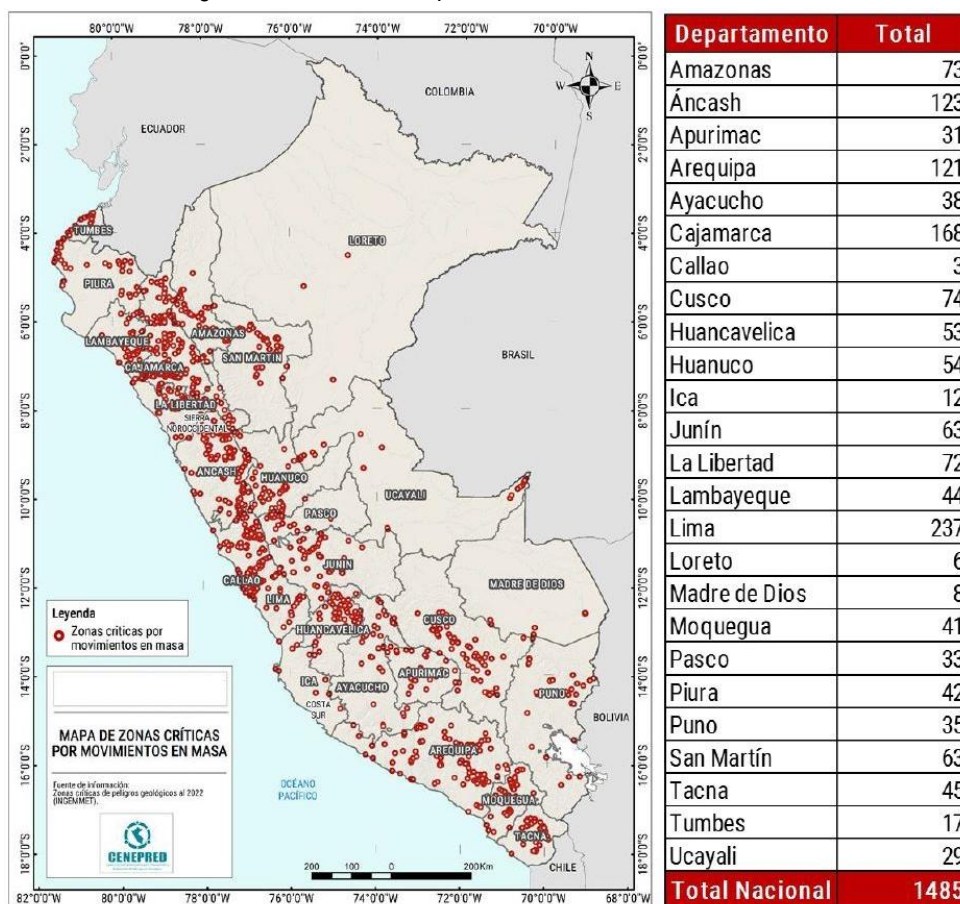 80°0'0"O 78°0'0"O 76°0'0"O 74°0'0"O 72°0'0"O 70°0'0"O
0°0'0" 0°0'0"
2°0'0"S 2°0'0"S
4°0'0"S 4°0'0"S
6°0'0"S 6°0'0"S
8°0'0"S 8°0'0"S
10°0'0"S 10°0'0"S
12°0'0"S 12°0'0"S
14°0'0"S 14°0'0"S
16°0'0"S 16°0'0"S
18°0'0"S 18°0'0"S
N
W E
S
COLOMBIA
ECUADOR
TUMBES
LORETO
PIURA
AMAZONAS
LAMBAYEQUE
SAN MARTIN
CAJAMARCA
BRASIL
LA LIBERTAD
SIERRA
NOROCCIDENTAL
ANCASH
HUANUCO
UCAYALI
PASCO
JUNÍN
CALLAO
MADRE DE DIOS
LIMA
CUSCO
HUANCAVELICA
ICA
AYACUCHO
APURIMAC
PUNO
COSTA
SUR
BOLIVIA
AREQUIPA
OCÉANO
PACÍFICO
MOQUEGUA
TACNA
CHILE
Leyenda
Zonas críticas por
movimientos en masa
MAPA DE ZONAS CRÍTICAS
POR MOVIMIENTOS EN MASA
Fuente de información:
Zonas críticas de peligros geológicos al 2022
(INGEMMET).
CENEPRED
200 100 0 200Km
82°0'0"O 80°0'0"O 78°0'0"O 76°0'0"O 74°0'0"O 72°0'0"O 70°0'0"O 68°0'0"O
Departamento Total
Amazonas 73
Áncash 123
Apurimac 31
Arequipa 121
Ayacucho 38
Cajamarca 168
Callao 3
Cusco 74
Huancavelica 53
Huanuco 54
Ica 12
Junín 63
La Libertad 72
Lambayeque 44
Lima 237
Loreto 6
Madre de Dios 8
Moquegua 41
Pasco 33
Piura 42
Puno 35
San Martín 63
Tacna 45
Tumbes 17
Ucayali 29
Total Nacional 1485